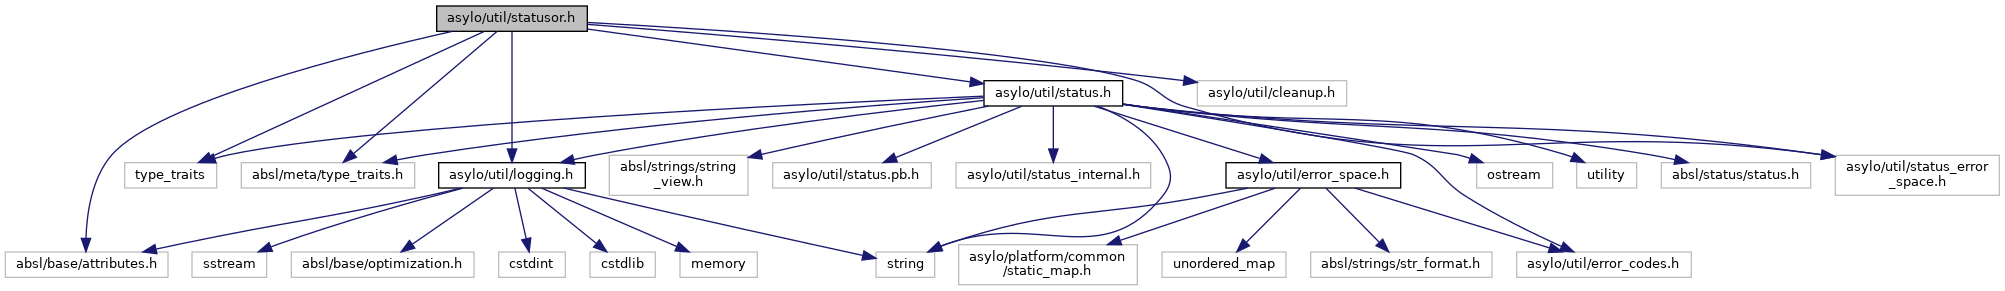 asylo/util/statusor.h
asylo/util/status.h
asylo/util/cleanup.h
type_traits
absl/meta/type_traits.h
asylo/util/logging.h
absl/strings/string
_view.h
asylo/util/status.pb.h
asylo/util/status_internal.h
asylo/util/error_space.h
ostream
utility
absl/status/status.h
asylo/util/status_error
_space.h
absl/base/attributes.h
sstream
absl/base/optimization.h
cstdint
cstdlib
memory
string
asylo/platform/common
/static_map.h
unordered_map
absl/strings/str_format.h
asylo/util/error_codes.h